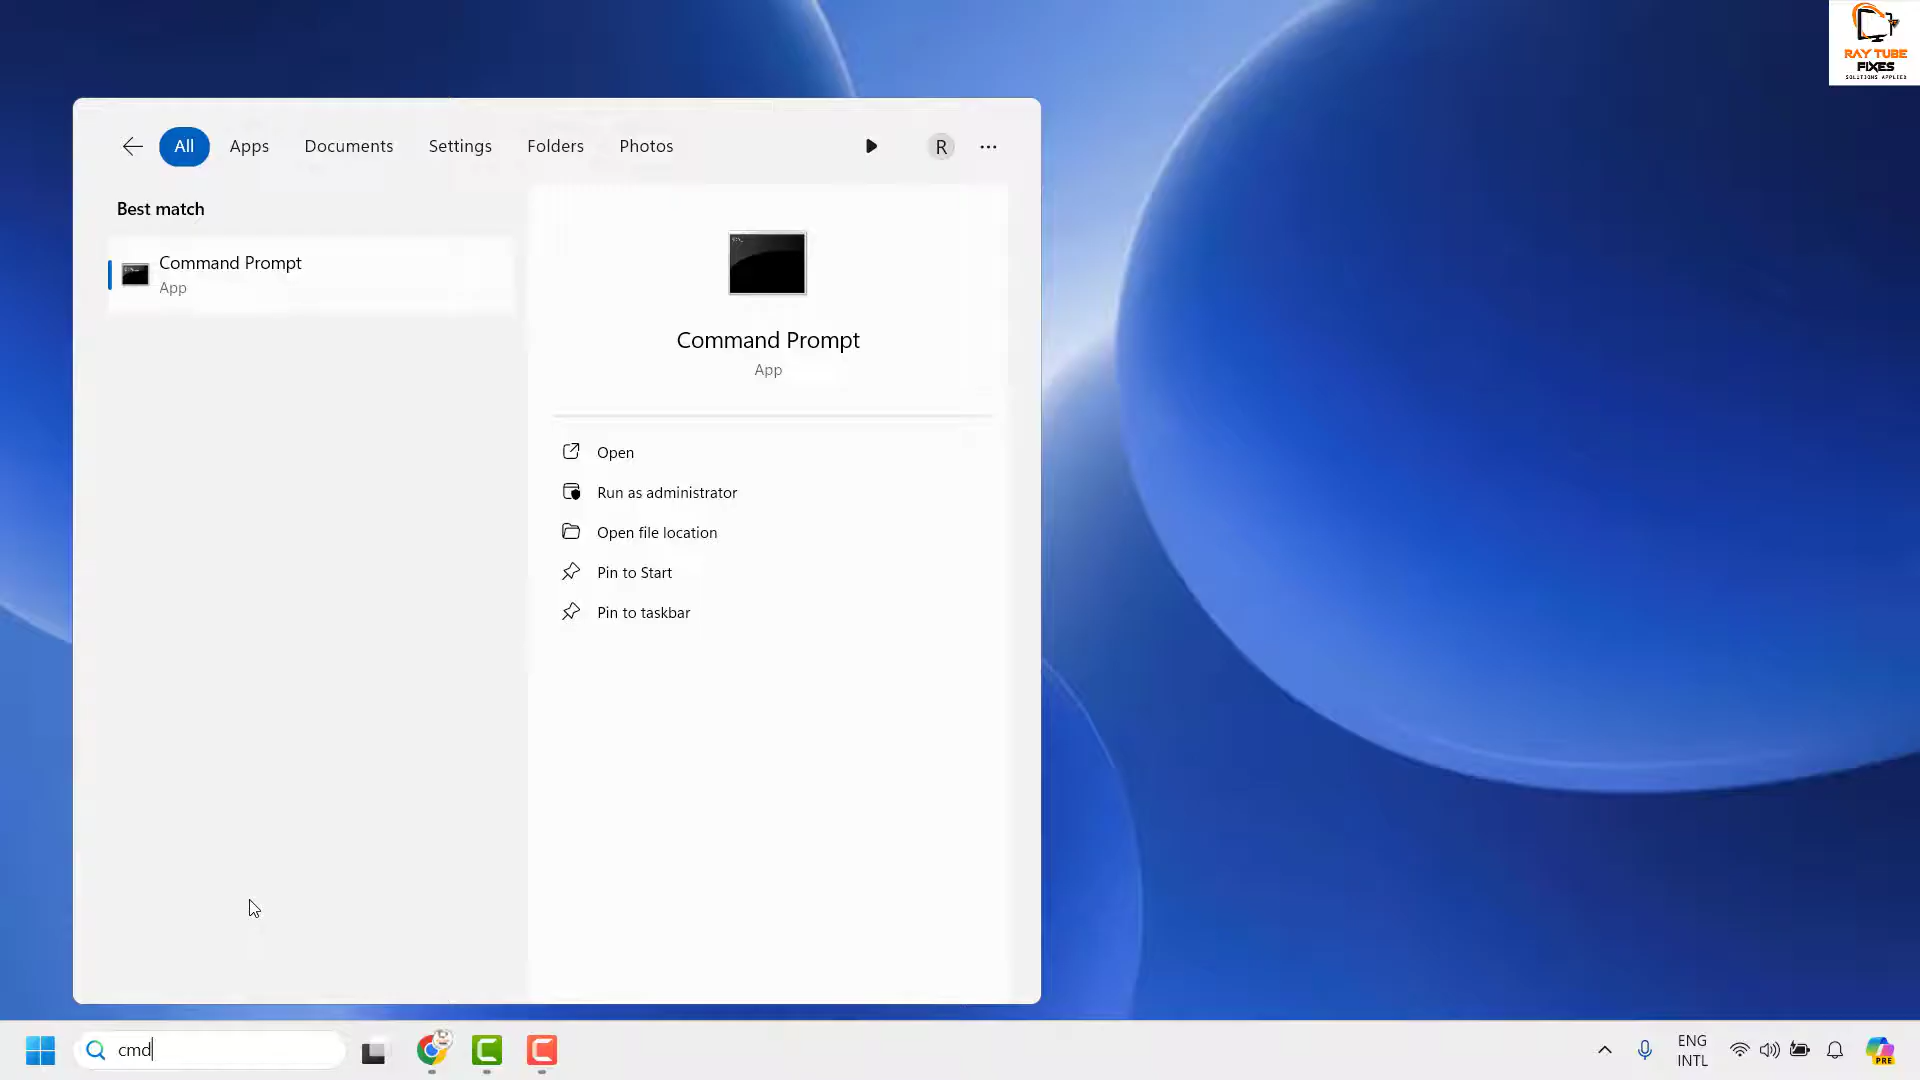 RAY TUBE
FIXES
SOLUTIONS APPLIED
All
Apps
Documents
Settings
Folders
Photos
R
Best match
Command Prompt
App
Command Prompt
App
Open
Run as administrator
Open file location
Pin to Start
Pin to taskbar
cmd
ENG
INTL
PRE